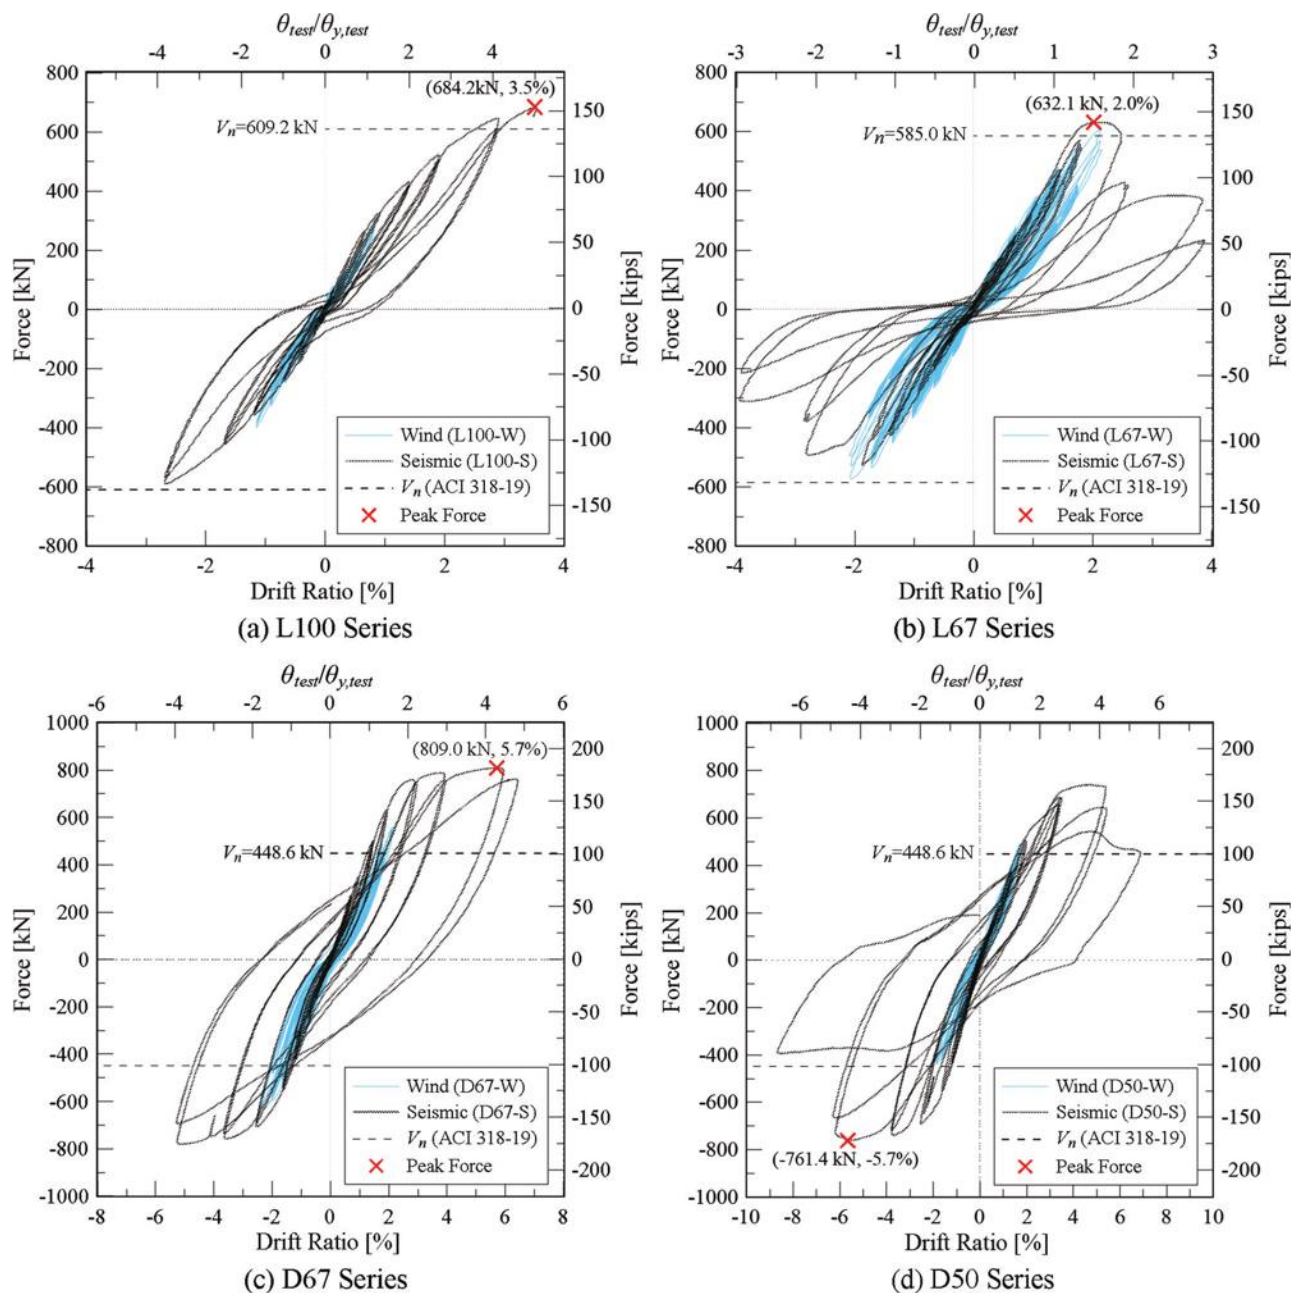 θtest/θy,test
-4 -2 0 2 4
800
600
400
200
0
-200
-400
-600
-800
Force [kN]
(684.2kN, 3.5%)
Vn=609.2 kN
150
100
50
0
-50
-100
-150
Force [kips]
Wind (L100-W)
Seismic (L100-S)
Vn (ACI 318-19)
Peak Force
-4 -2 0 2 4
Drift Ratio [%]
(a) L100 Series
θtest/θy,test
-3 -2 -1 0 1 2 3
800
600
400
200
0
-200
-400
-600
-800
Force [kN]
(632.1 kN, 2.0%)
Vn=585.0 kN
150
100
50
0
-50
-100
-150
Force [kips]
Wind (L67-W)
Seismic (L67-S)
Vn (ACI 318-19)
Peak Force
-4 -2 0 2 4
Drift Ratio [%]
(b) L67 Series
θtest/θy,test
-6 -4 -2 0 2 4 6
1000
800
600
400
200
0
-200
-400
-600
-800
-1000
Force [kN]
(809.0 kN, 5.7%)
Vn=448.6 kN
200
150
100
50
0
-50
-100
-150
-200
Force [kips]
Wind (D67-W)
Seismic (D67-S)
Vn (ACI 318-19)
Peak Force
-8 -6 -4 -2 0 2 4 6 8
Drift Ratio [%]
(c) D67 Series
θtest/θy,test
-6 -4 -2 0 2 4 6
1000
800
600
400
200
0
-200
-400
-600
-800
-1000
Force [kN]
Vn=448.6 kN
(-761.4 kN, -5.7%)
200
150
100
50
0
-50
-100
-150
-200
Force [kips]
Wind (D50-W)
Seismic (D50-S)
Vn (ACI 318-19)
Peak Force
-10 -8 -6 -4 -2 0 2 4 6 8 10
Drift Ratio [%]
(d) D50 Series